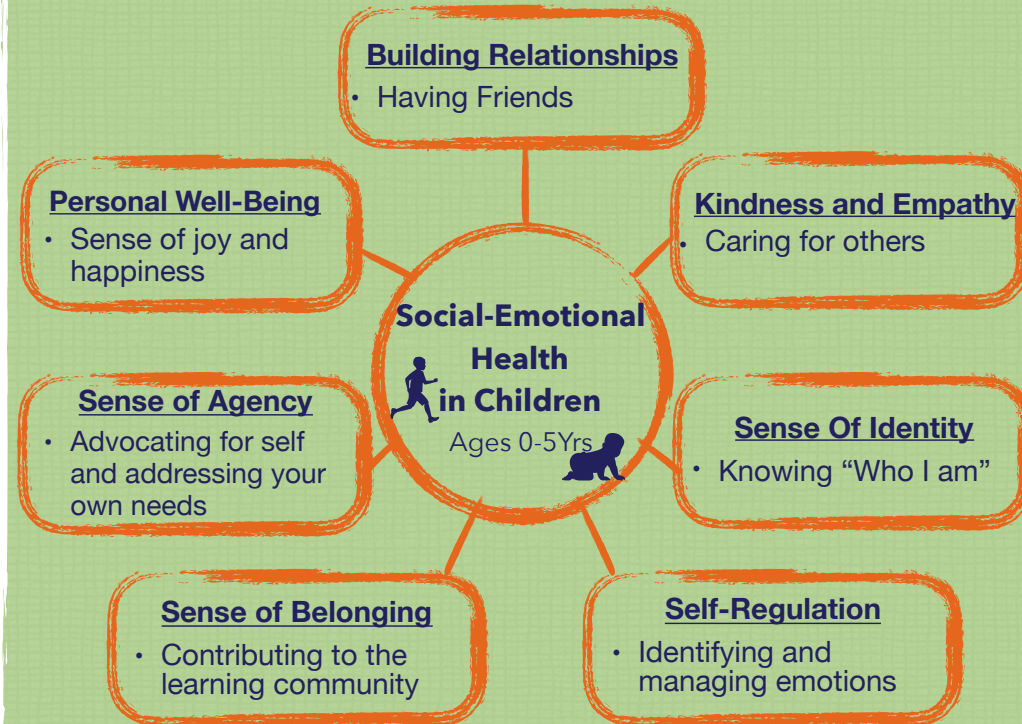 Building Relationships
• Having Friends
Personal Well-Being
• Sense of joy and
happiness
Kindness and Empathy
• Caring for others
Social-Emotional
Health
in Children
Ages 0-5Yrs
Sense of Agency
• Advocating for self
and addressing your
own needs
Sense Of Identity
• Knowing “Who I am”
Sense of Belonging
• Contributing to the
learning community
Self-Regulation
• Identifying and
managing emotions